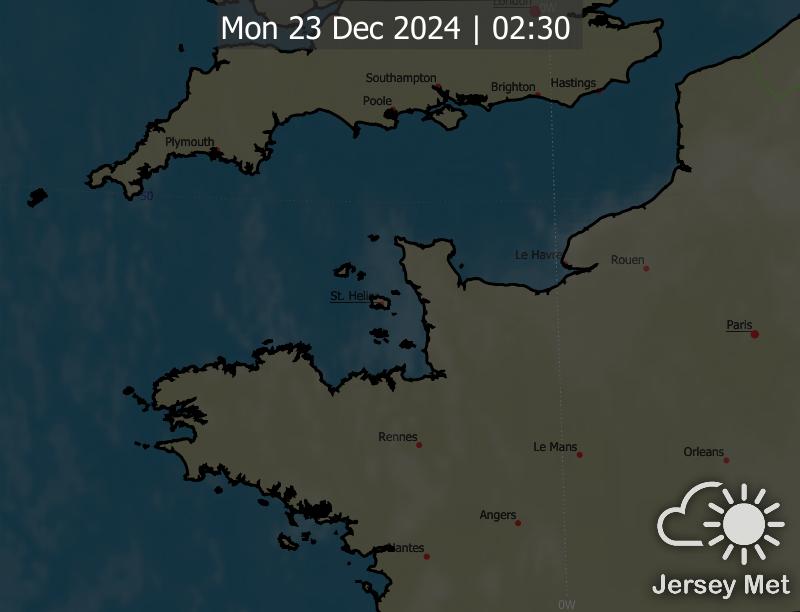 London
0W
Mon 23 Dec 2024 | 02:30
Southampton
Brighton
Hastings
Poole
Plymouth
50
Le Havre
Rouen
St. Helier
Paris
Rennes
Le Mans
Orleans
Angers
Nantes
0W
Jersey Met